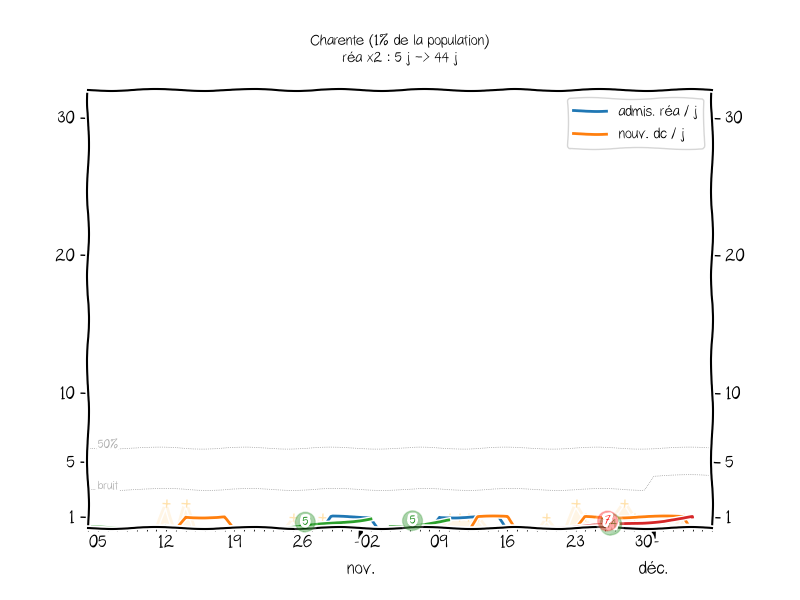 Charente (1% de la population)
réa x2 : 5 j -> 44 j
admis. réa / j
nouv. dc / j
30
30
20
20
10
10
50%
5
5
bruit
1
1
5
5
7
05 12 19 26 02 09 16 23 30
nov. déc.